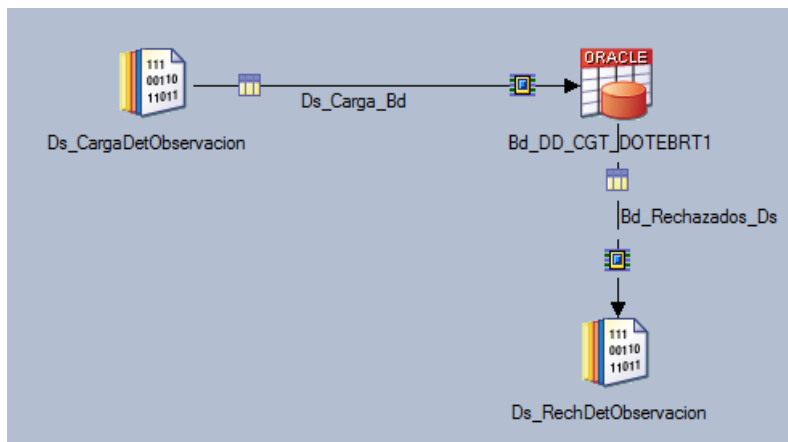 111
00110
11011
Ds_CargaDetObservacion
Ds_Carga_Bd
ORACLE
Bd_DD_CGT_DOTEBRT1
Bd_Rechazados_Ds
111
00110
11011
Ds_RechDetObservacion